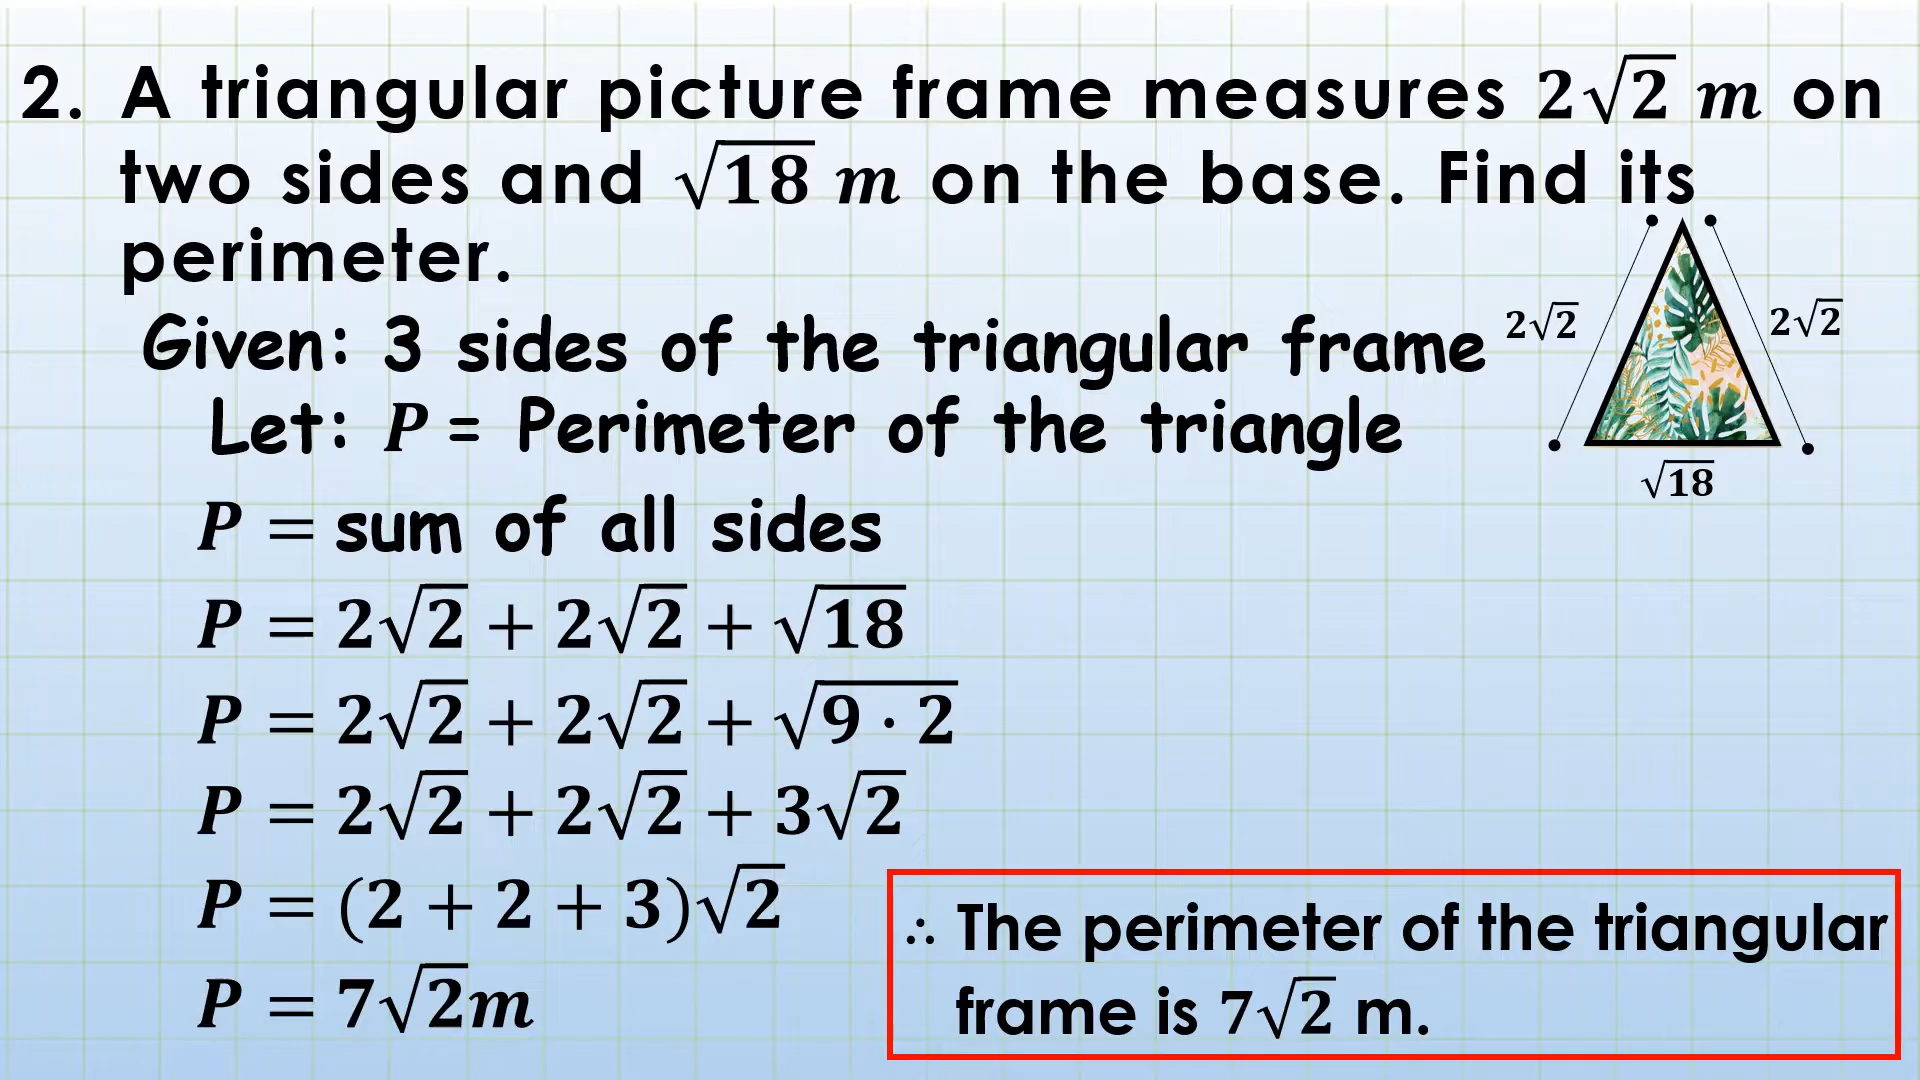 2. A triangular picture frame measures 2√2 m on
two sides and √18 m on the base. Find its
perimeter.
Given: 3 sides of the triangular frame
Let: P = Perimeter of the triangle
2√2
2√2
√18
P = sum of all sides
P = 2√2 + 2√2 + √18
P = 2√2 + 2√2 + √9 · 2
P = 2√2 + 2√2 + 3√2
P = (2 + 2 + 3)√2
P = 7√2m
∴ The perimeter of the triangular
frame is 7√2 m.